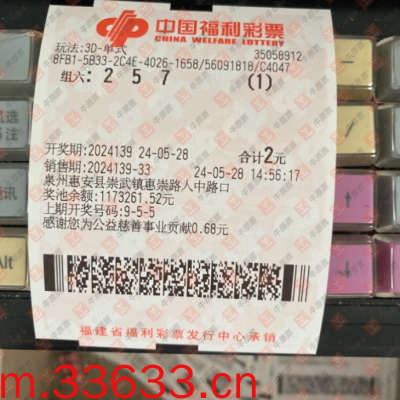 中国福利彩票
CHINA WELFARE LOTTERY
玩法:3D-单式 35058912
8FB1-5B33-2C4E-4026-1658/56091818/C4047
组六: 2 5 7 (1)
开奖期:2024139 24-05-28 合计2元
销售期:2024139-33 24-05-28 14:56:17
泉州惠安县崇武镇惠崇路人中路口
奖池余额:1173261.52元
上期开奖号码:9-5-5
感谢您为公益慈善事业贡献0.68元
福建省福利彩票发行中心承销
Alt
m.33633.cn